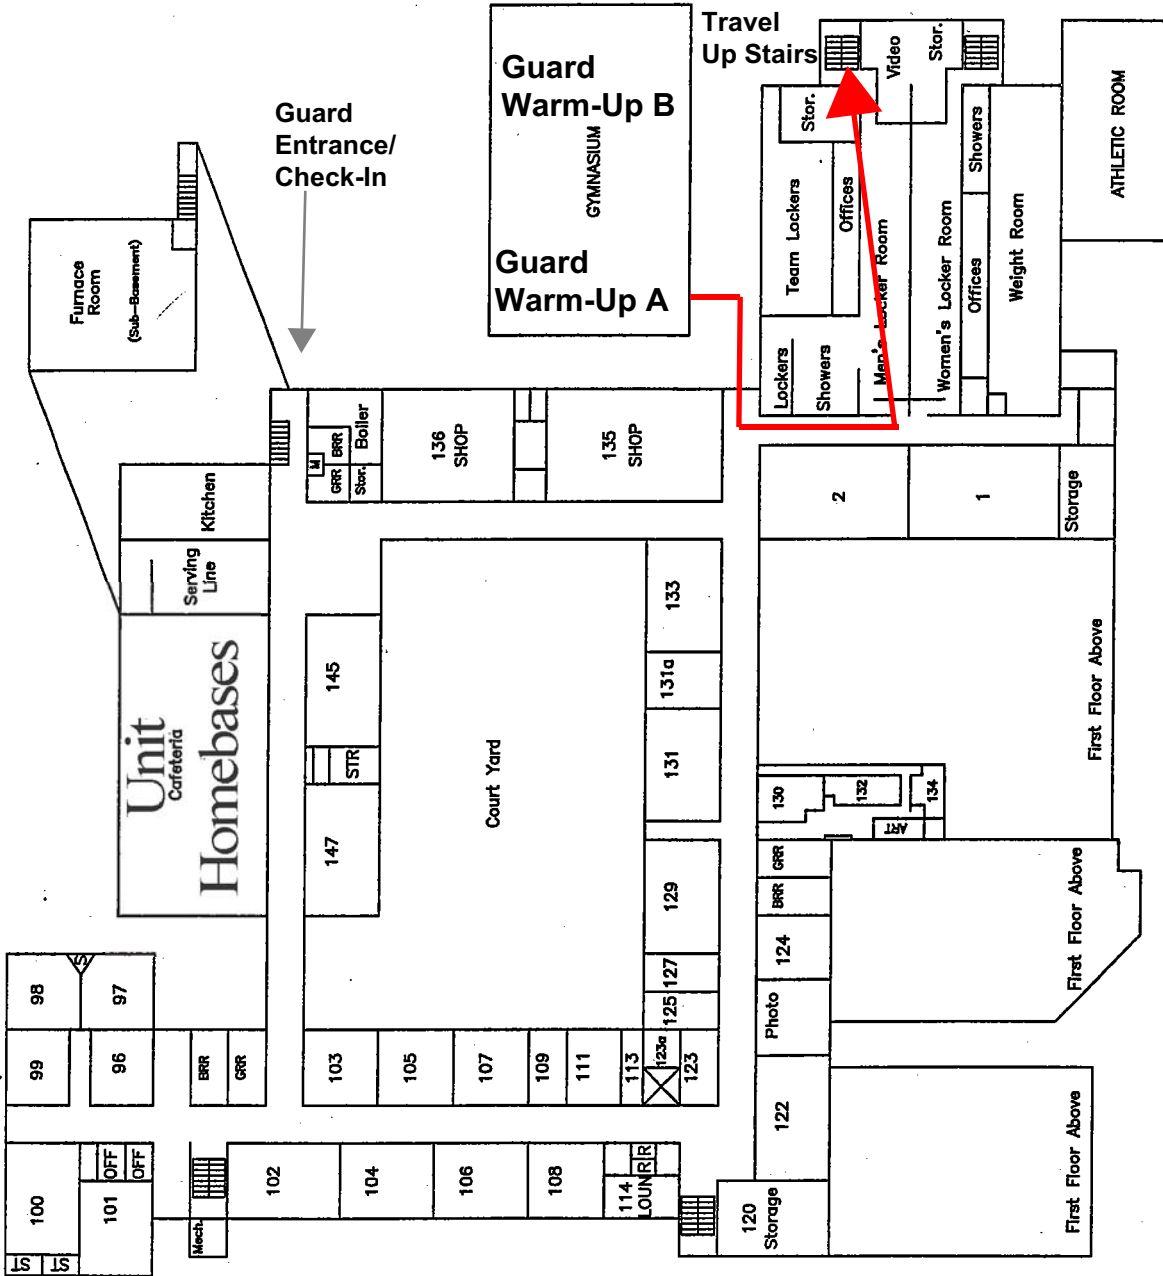 Travel
Up Stairs
Guard
Warm-Up B
GYMNASIUM
Guard
Warm-Up A
Guard
Entrance/
Check-In
Video
Stor.
Stor.
Team Lockers
Offices
Men's Locker Room
Women's Locker Room
Showers
Offices
Weight Room
ATHLETIC ROOM
Lockers
Showers
Furnace
Room
(Sub-Basement)
Kitchen
Serving
Line
Unit
Cafeteria
Homebases
M
GRR
BRR
Stor.
Boiler
136
SHOP
135
SHOP
2
1
Storage
145
STR
147
Court Yard
133
131a
131
129
127
125
123a
123
First Floor Above
130
132
134
ART
GRR
BRR
124
Photo
122
First Floor Above
First Floor Above
98
S
97
99
96
BRR
GRR
103
105
107
109
111
113
100
OFF
OFF
101
ST
ST
Mech.
102
104
106
108
114
LOUN
R
R
R
120
Storage